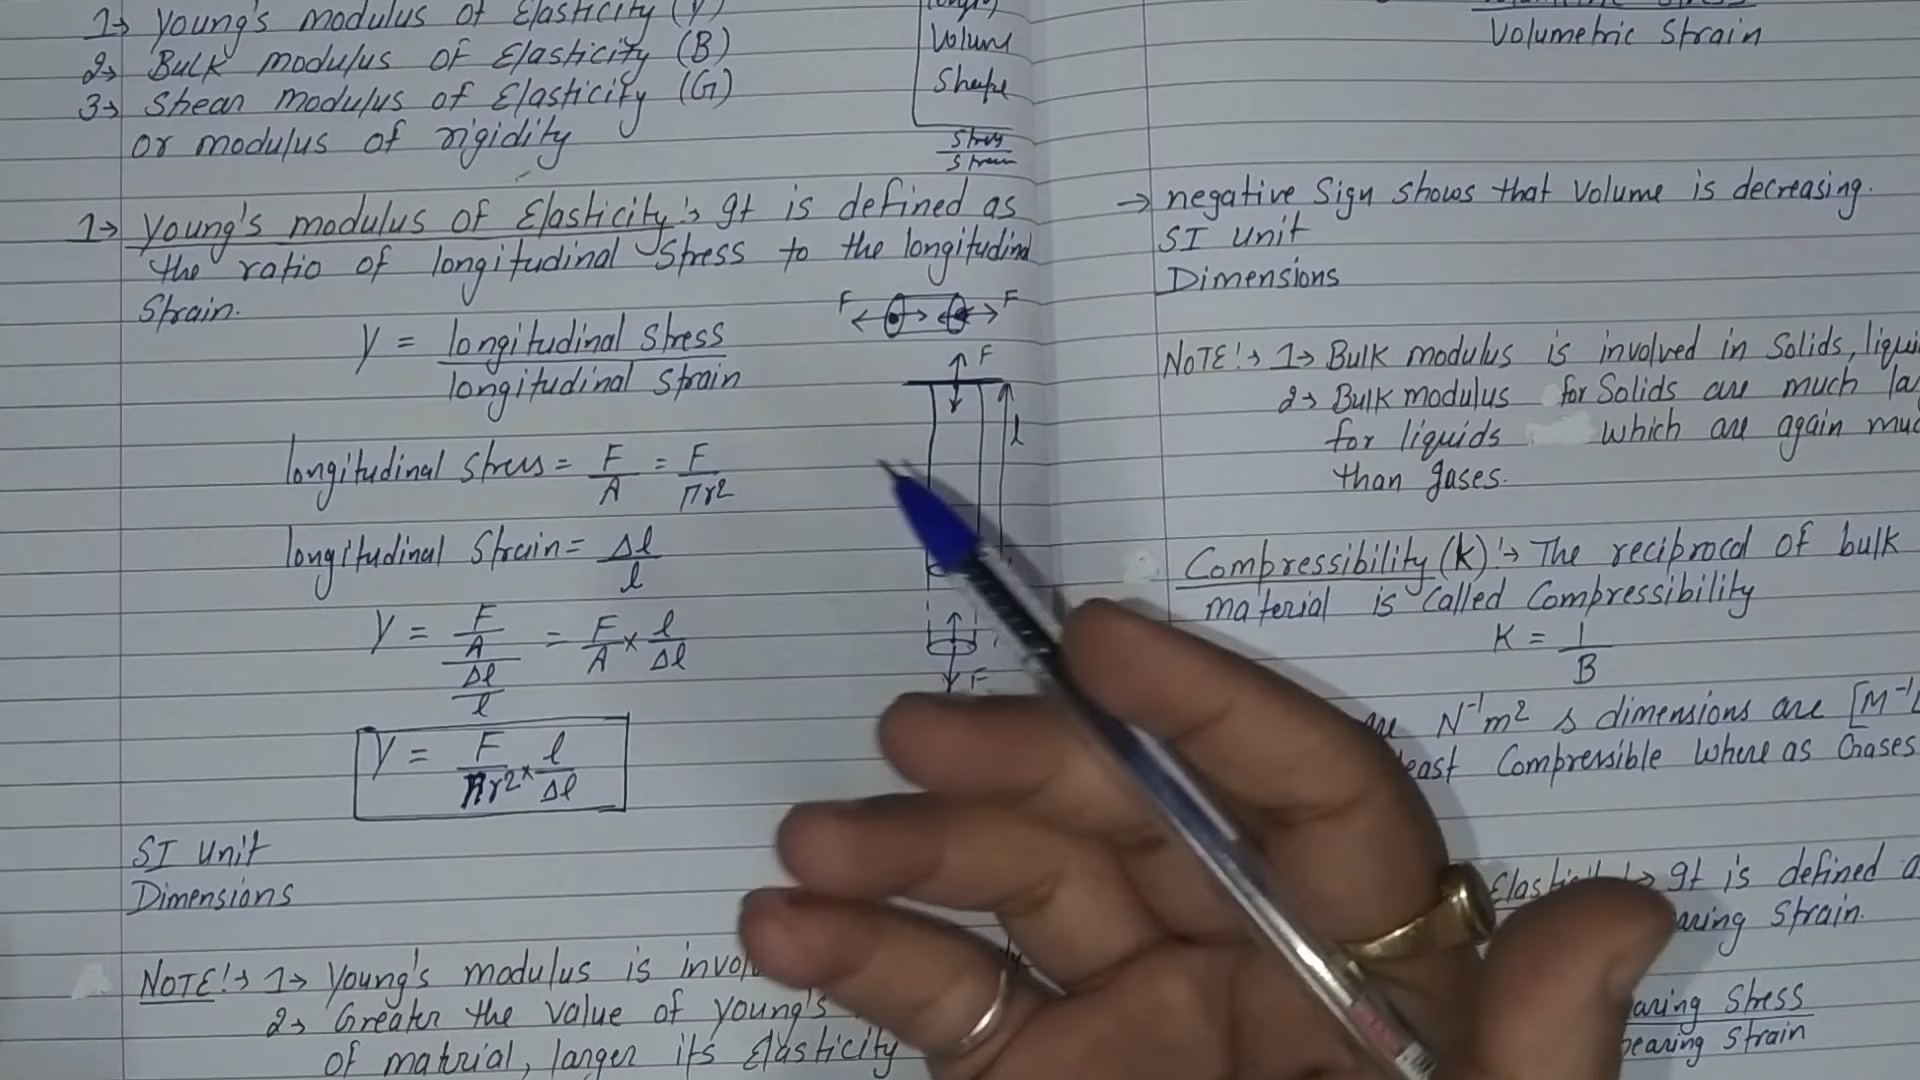 1→ Young's modulus of Elasticity (Y)
2→ Bulk modulus of Elasticity (B)
3→ Shear modulus of Elasticity (G)
or modulus of rigidity
Volume
Shape
Stress
Strain
1→ Young's modulus of Elasticity:→ It is defined as
the ratio of longitudinal Stress to the longitudinal
Strain.
F F
Y = longitudinal Stress
longitudinal Strain
F
l
longitudinal Stress = F/A = F/πr²
longitudinal Strain = Δl/l
Y = F/A / Δl/l = F/A × l/Δl
F
Y = F/πr² × l/Δl
SI Unit
Dimensions
NOTE!→ 1→ Young's modulus is
2→ Greater the value of young's
of material, larger its Elasticity
Volumetric Strain
→ negative Sign shows that Volume is decreasing.
SI Unit
Dimensions
NOTE!→ 1→ Bulk modulus is involved in Solids,
2→ Bulk modulus for Solids are much
for liquids which are again
than gases.
Compressibility (K):→ The reciprocal of bulk
material is called Compressibility
K = 1/B
N⁻¹m² & dimensions are
Compressible Where as Gases
→ It is defined
Strain.
Stress
Strain